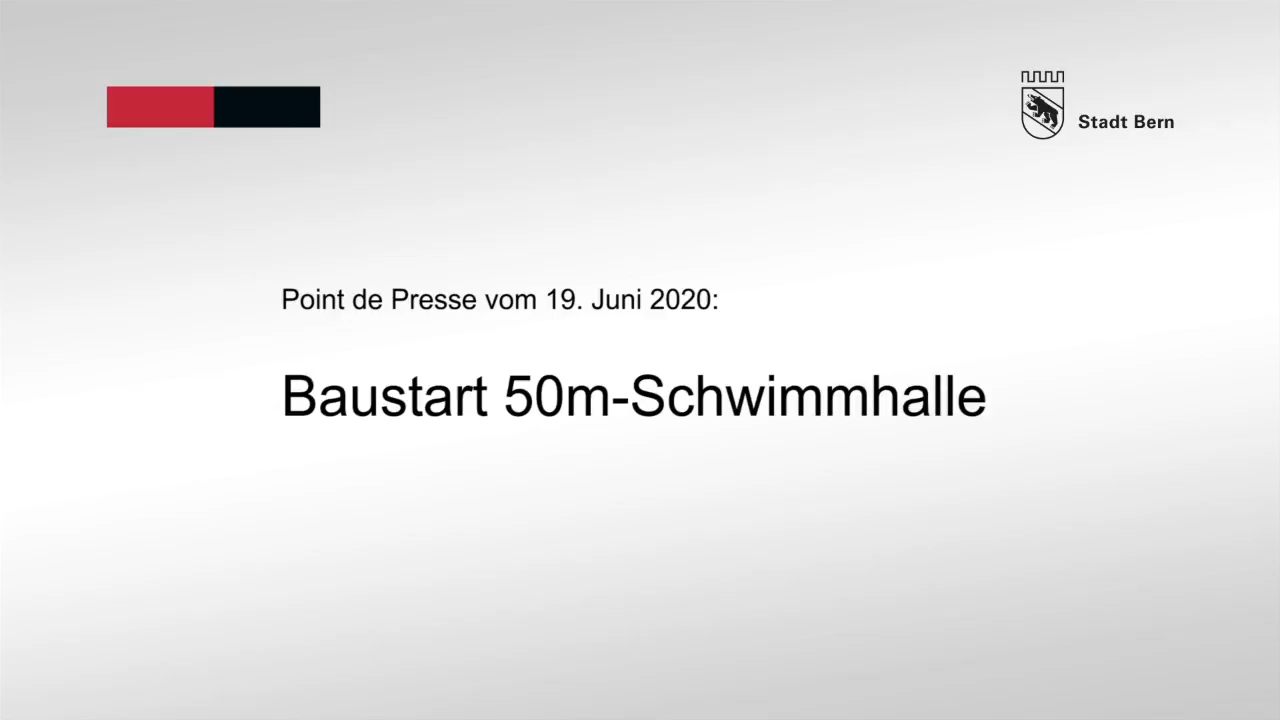 Stadt Bern
Point de Presse vom 19. Juni 2020:
Baustart 50m-Schwimmhalle